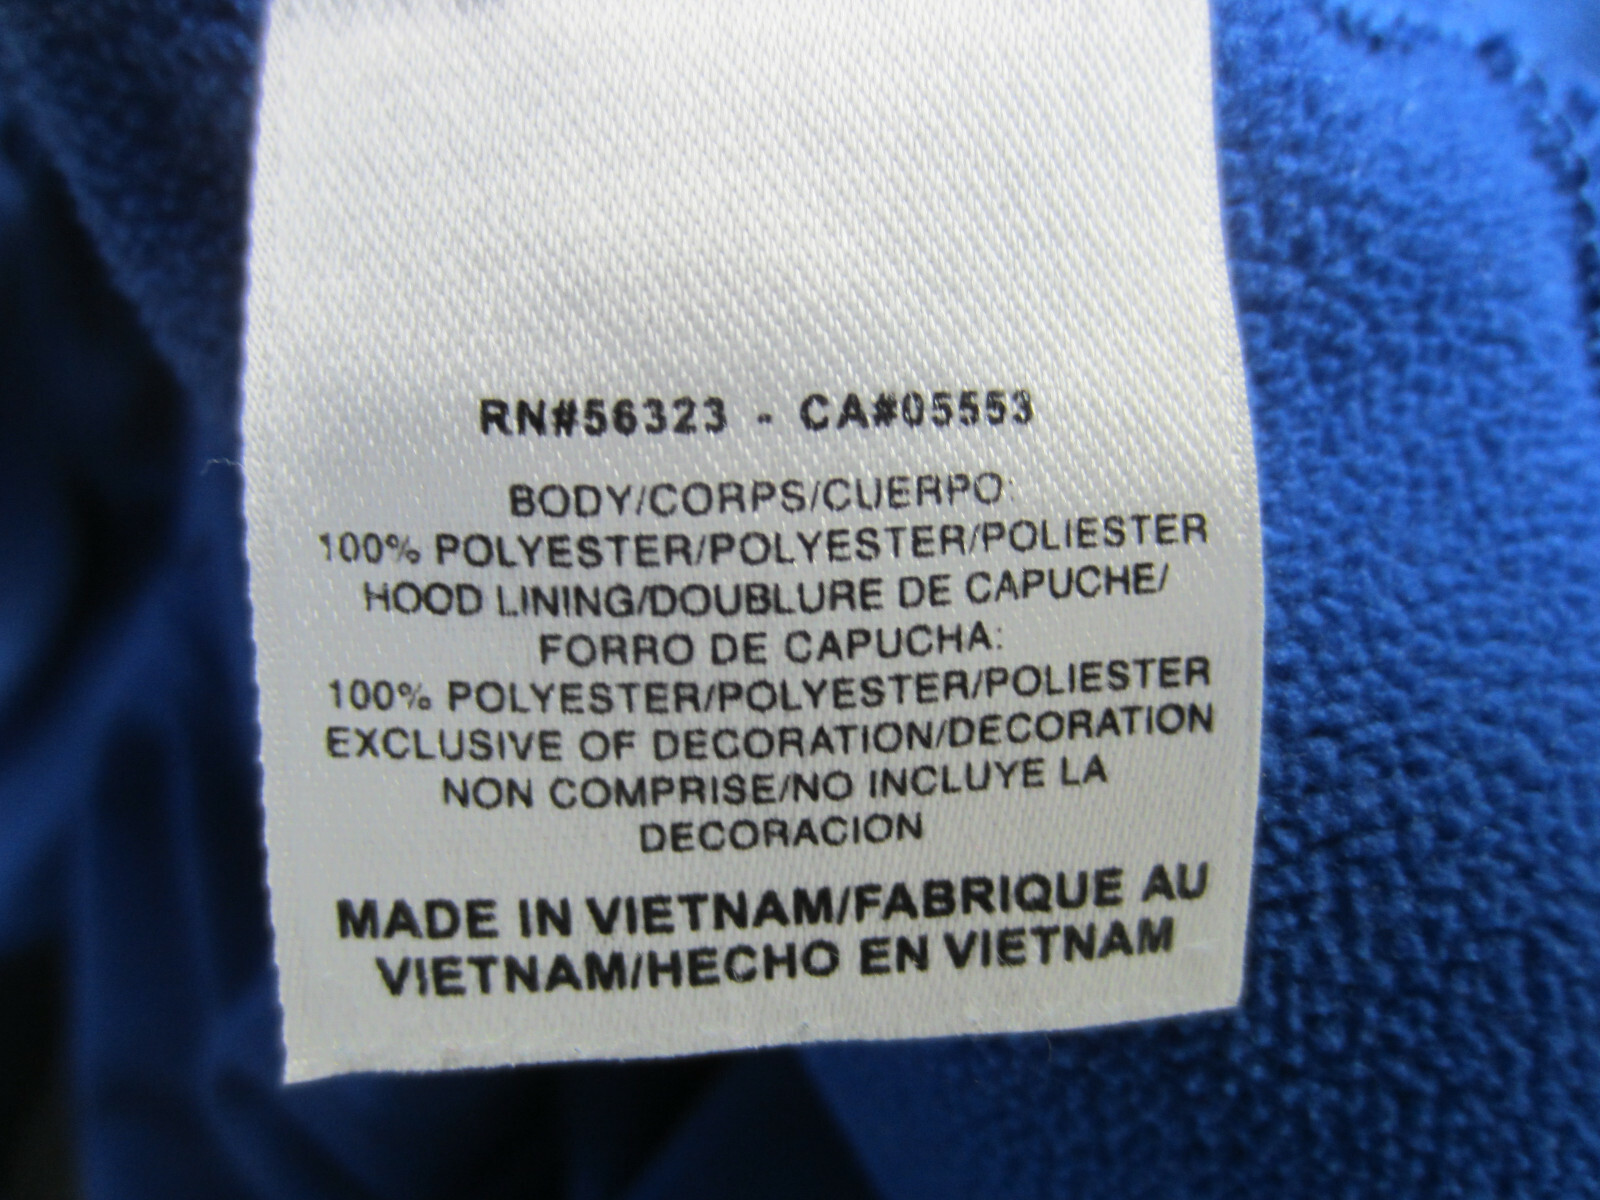 RN#56323 - CA#05553
BODY/CORPS/CUERPO:
100% POLYESTER/POLYESTER/POLIESTER
HOOD LINING/DOUBLURE DE CAPUCHE/
FORRO DE CAPUCHA:
100% POLYESTER/POLYESTER/POLIESTER
EXCLUSIVE OF DECORATION/DECORATION
NON COMPRISE/NO INCLUYE LA
DECORACION
MADE IN VIETNAM/FABRIQUE AU
VIETNAM/HECHO EN VIETNAM